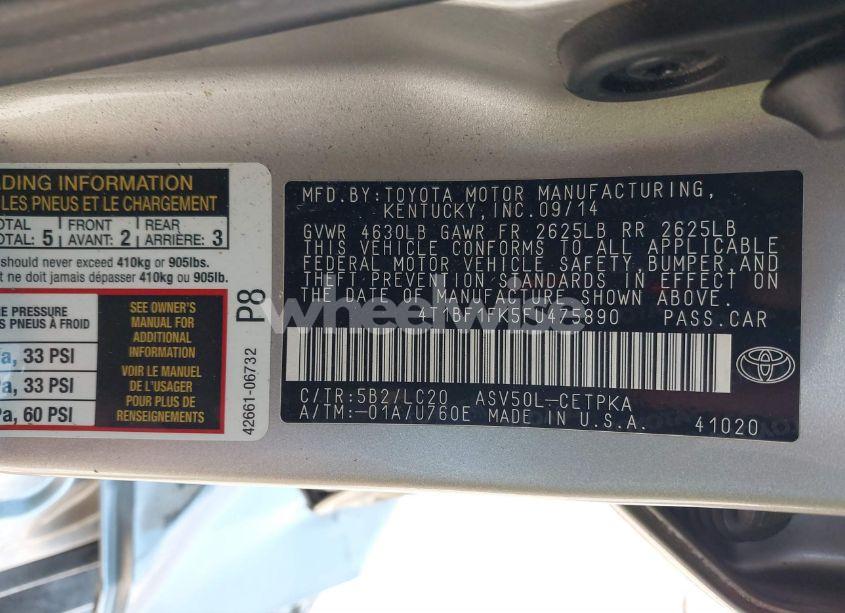 DING INFORMATION
LES PNEUS ET LE CHARGEMENT
TOTAL FRONT REAR
TOTAL: 5 AVANT: 2 ARRIÈRE: 3
should never exceed 410kg or 905lbs.
ne doit jamais dépasser 410kg ou 905lb.
PRESSURE
PNEUS À FROID
33 PSI
33 PSI
60 PSI
SEE OWNER'S
MANUAL FOR
ADDITIONAL
INFORMATION
VOIR LE MANUEL
DE L'USAGER
POUR PLUS DE
RENSEIGNEMENTS
P8
42661-06732
MFD.BY:TOYOTA MOTOR MANUFACTURING,
KENTUCKY,INC.09/14
GVWR 4630LB GAWR FR 2625LB RR 2625LB
THIS VEHICLE CONFORMS TO ALL APPLICABLE
FEDERAL MOTOR VEHICLE SAFETY,BUMPER,AND
THEFT PREVENTION STANDARDS IN EFFECT ON
THE DATE OF MANUFACTURE SHOWN ABOVE.
4T1BF1FK5FU475890 PASS.CAR
C/TR:5B2/LC20 ASV50L-CETPKA
A/TM:-01A/U760E MADE IN U.S.A. 41020
wheelwise